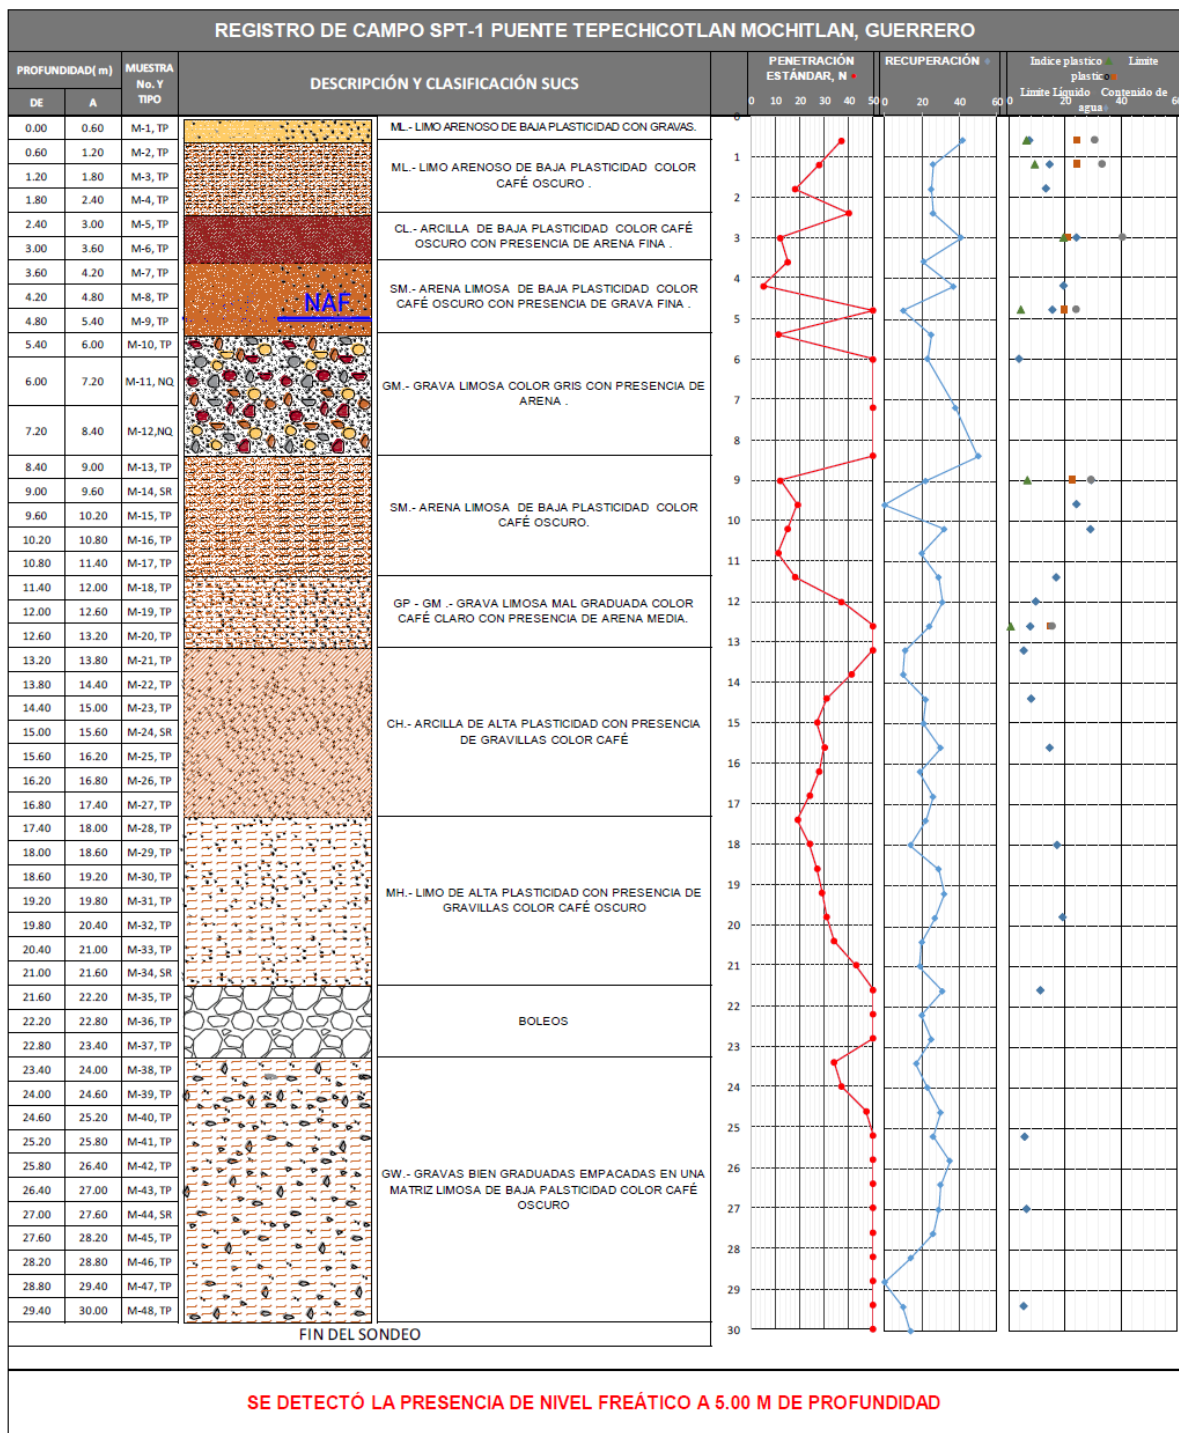 REGISTRO DE CAMPO SPT-1 PUENTE TEPECHICOTLAN MOCHITLAN, GUERRERO
PROFUNDIDAD( m)
DE A
MUESTRA
No. Y
TIPO
DESCRIPCIÓN Y CLASIFICACIÓN SUCS
PENETRACIÓN
ESTÁNDAR, N
0 10 20 30 40 50
RECUPERACIÓN
0 20 40 60
Indice plastico Limite
plastico
Limite Líquido Contenido de
agua
0 20 40 60
0.00 0.60 M-1, TP
0.60 1.20 M-2, TP
1.20 1.80 M-3, TP
1.80 2.40 M-4, TP
2.40 3.00 M-5, TP
3.00 3.60 M-6, TP
3.60 4.20 M-7, TP
4.20 4.80 M-8, TP
4.80 5.40 M-9, TP
5.40 6.00 M-10, TP
6.00 7.20 M-11, NQ
7.20 8.40 M-12,NQ
8.40 9.00 M-13, TP
9.00 9.60 M-14, SR
9.60 10.20 M-15, TP
10.20 10.80 M-16, TP
10.80 11.40 M-17, TP
11.40 12.00 M-18, TP
12.00 12.60 M-19, TP
12.60 13.20 M-20, TP
13.20 13.80 M-21, TP
13.80 14.40 M-22, TP
14.40 15.00 M-23, TP
15.00 15.60 M-24, SR
15.60 16.20 M-25, TP
16.20 16.80 M-26, TP
16.80 17.40 M-27, TP
17.40 18.00 M-28, TP
18.00 18.60 M-29, TP
18.60 19.20 M-30, TP
19.20 19.80 M-31, TP
19.80 20.40 M-32, TP
20.40 21.00 M-33, TP
21.00 21.60 M-34, SR
21.60 22.20 M-35, TP
22.20 22.80 M-36, TP
22.80 23.40 M-37, TP
23.40 24.00 M-38, TP
24.00 24.60 M-39, TP
24.60 25.20 M-40, TP
25.20 25.80 M-41, TP
25.80 26.40 M-42, TP
26.40 27.00 M-43, TP
27.00 27.60 M-44, SR
27.60 28.20 M-45, TP
28.20 28.80 M-46, TP
28.80 29.40 M-47, TP
29.40 30.00 M-48, TP
NAF
ML.- LIMO ARENOSO DE BAJA PLASTICIDAD CON GRAVAS.
ML.- LIMO ARENOSO DE BAJA PLASTICIDAD COLOR
CAFÉ OSCURO .
CL.- ARCILLA DE BAJA PLASTICIDAD COLOR CAFÉ
OSCURO CON PRESENCIA DE ARENA FINA .
SM.- ARENA LIMOSA DE BAJA PLASTICIDAD COLOR
CAFÉ OSCURO CON PRESENCIA DE GRAVA FINA .
GM.- GRAVA LIMOSA COLOR GRIS CON PRESENCIA DE
ARENA .
SM.- ARENA LIMOSA DE BAJA PLASTICIDAD COLOR
CAFÉ OSCURO.
GP - GM .- GRAVA LIMOSA MAL GRADUADA COLOR
CAFÉ CLARO CON PRESENCIA DE ARENA MEDIA.
CH.- ARCILLA DE ALTA PLASTICIDAD CON PRESENCIA
DE GRAVILLAS COLOR CAFÉ
MH.- LIMO DE ALTA PLASTICIDAD CON PRESENCIA DE
GRAVILLAS COLOR CAFÉ OSCURO
BOLEOS
GW.- GRAVAS BIEN GRADUADAS EMPACADAS EN UNA
MATRIZ LIMOSA DE BAJA PALSTICIDAD COLOR CAFÉ
OSCURO
0
1
2
3
4
5
6
7
8
9
10
11
12
13
14
15
16
17
18
19
20
21
22
23
24
25
26
27
28
29
30
FIN DEL SONDEO
SE DETECTÓ LA PRESENCIA DE NIVEL FREÁTICO A 5.00 M DE PROFUNDIDAD